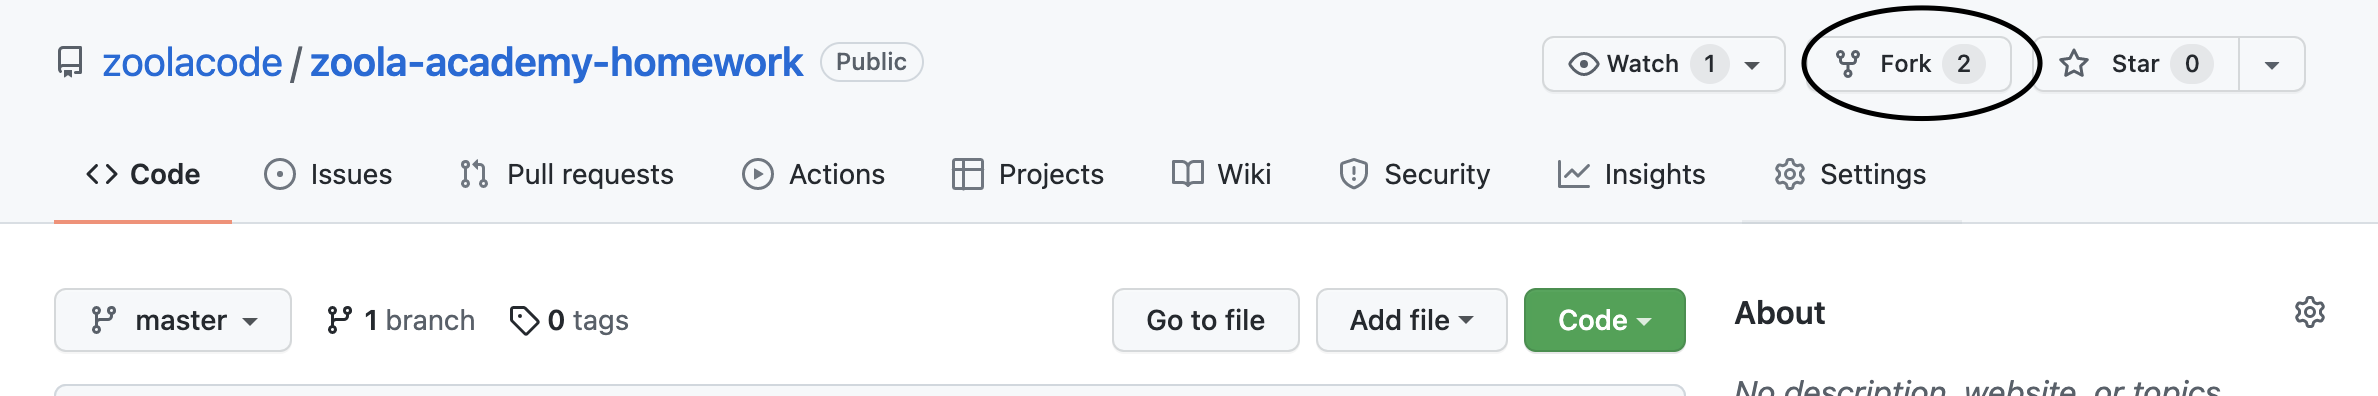 zoolacode / zoola-academy-homework Public Watch 1 Fork 2 Star 0
Code Issues Pull requests Actions Projects Wiki Security Insights Settings
master 1 branch 0 tags Go to file Add file Code About
No description, website, or topics